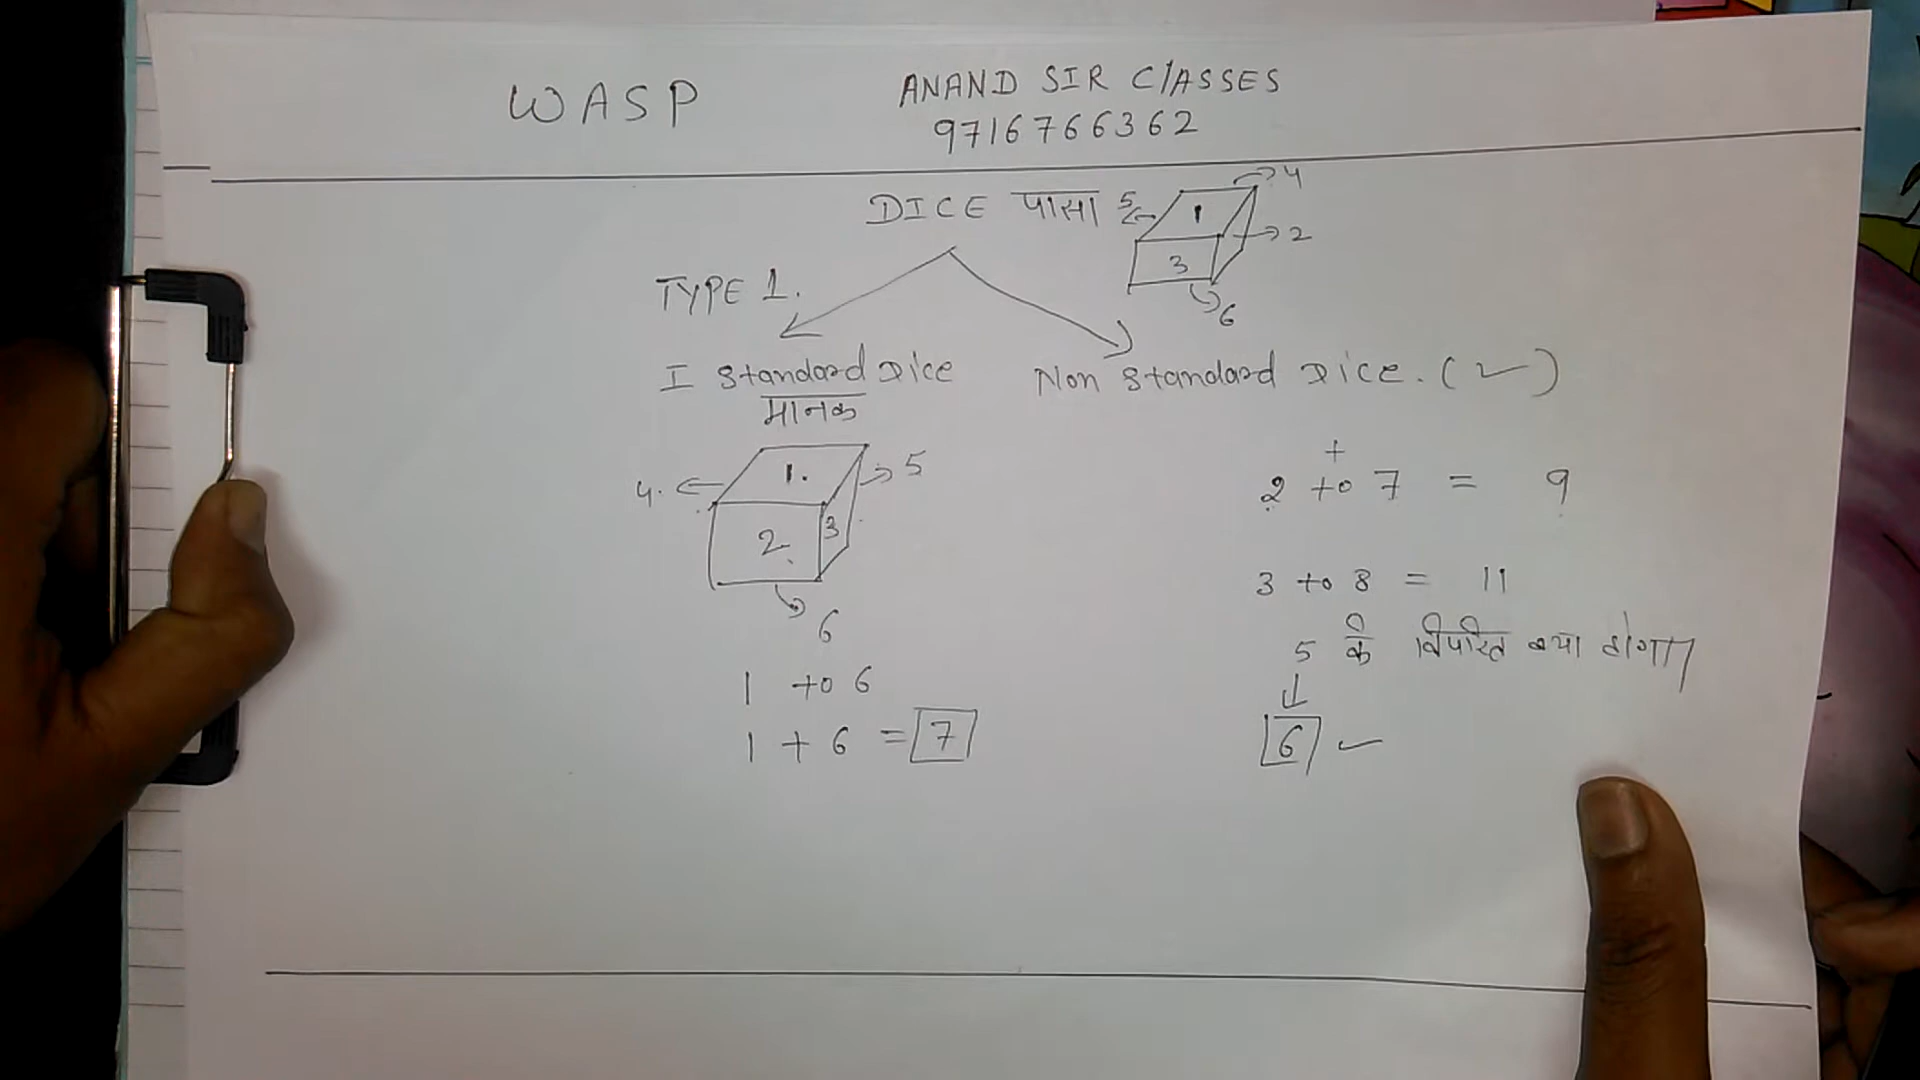 WASP
ANAND SIR CLASSES
9716766362
DICE पासा
5 1 4
2
3
6
TYPE 1.
I Standard Dice
मानक
Non Standard Dice. (✓)
4. 1. 5
2 3
6
1 to 6
1 + 6 = 7
+
2 to 7 = 9
3 to 8 = 11
5 के विपरित क्या होगा
6 ✓